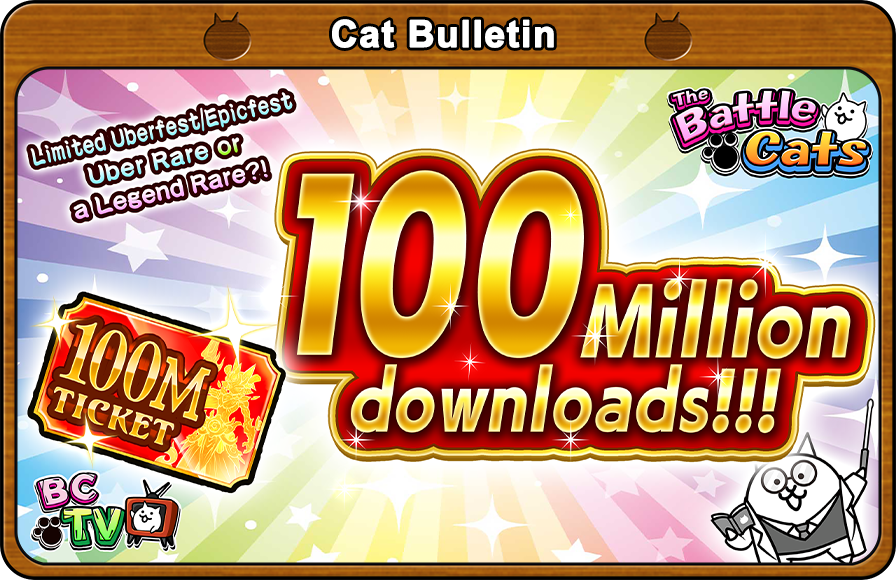 Cat Bulletin
Limited Uberfest/Epicfest
Uber Rare or
a Legend Rare?!
The
Battle
Cats
100
Million
downloads!!!
100M
TICKET
BC
TV